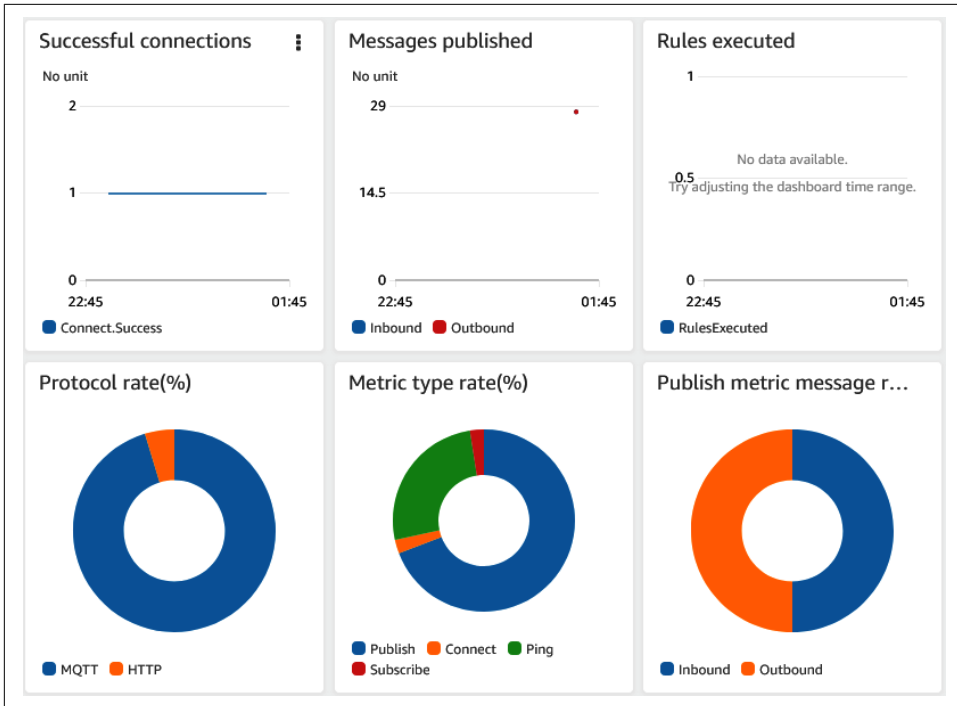 Successful connections
No unit
2
1
0
22:45 01:45
Connect.Success
Messages published
No unit
29
14.5
0
22:45 01:45
Inbound Outbound
Rules executed
1
No data available.
0.5
Try adjusting the dashboard time range.
0
22:45 01:45
RulesExecuted
Protocol rate(%)
MQTT HTTP
Metric type rate(%)
Publish Connect Ping
Subscribe
Publish metric message r...
Inbound Outbound